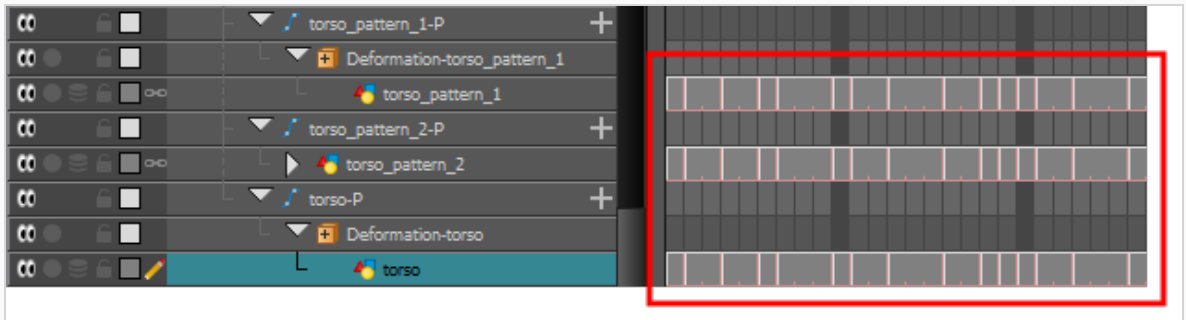 torso_pattern_1-P
Deformation-torso_pattern_1
torso_pattern_1
torso_pattern_2-P
torso_pattern_2
torso-P
Deformation-torso
torso